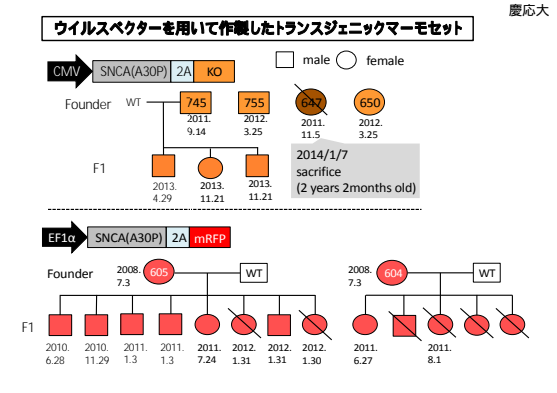 慶応大
ウイルスベクターを用いて作製したトランスジェニックマーモセット
male female
CMV SNCA(A30P) 2A KO
Founder WT 745 755 647 650
2011.
9.14
2012.
3.25
2011.
11.5
2012.
3.25
2014/1/7
sacrifice
(2 years 2months old)
F1
2013.
4.29
2013.
11.21
2013.
11.21
EF1α SNCA(A30P) 2A mRFP
Founder 2008.
7.3
605 WT
2008.
7.3
604 WT
F1
2010.
6.28
2010.
11.29
2011.
1.3
2011.
1.3
2011.
7.24
2012.
1.31
2012.
1.31
2012.
1.30
2011.
6.27
2011.
8.1